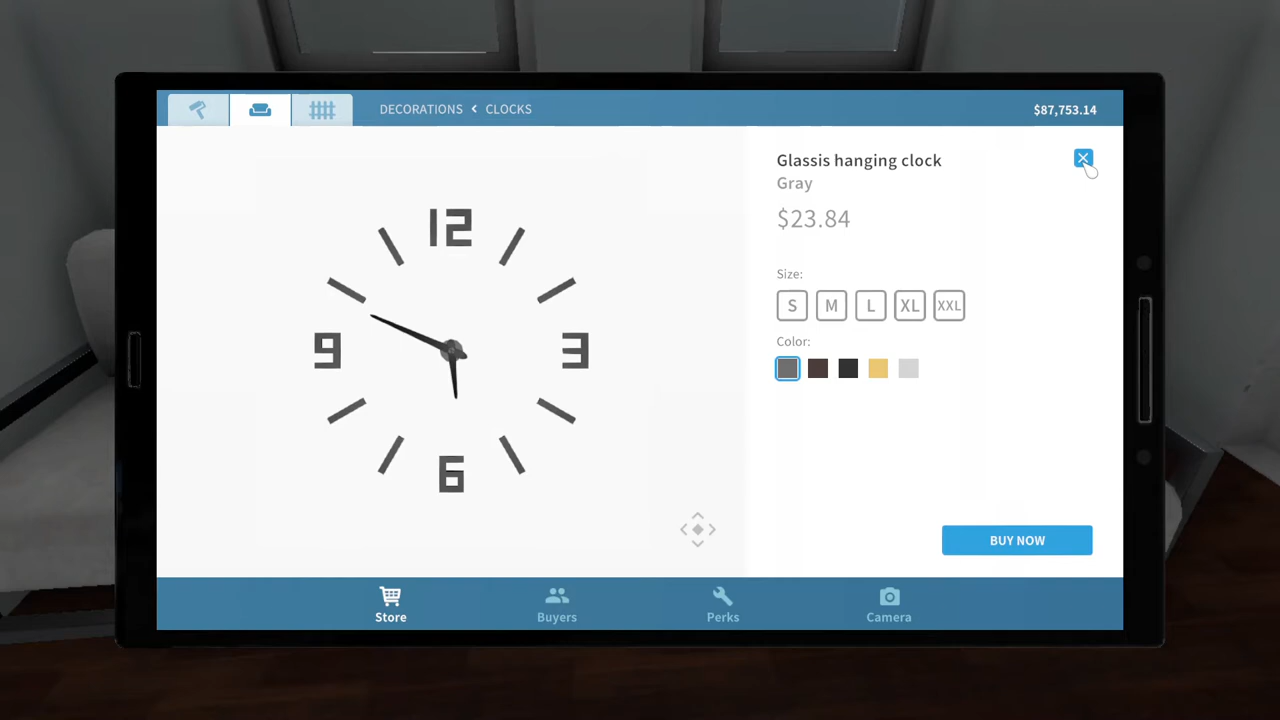 DECORATIONS < CLOCKS
$87,753.14
Glassis hanging clock
Gray
$23.84
Size:
S M L XL XXL
Color:
12
9 3
6
BUY NOW
Store Buyers Perks Camera